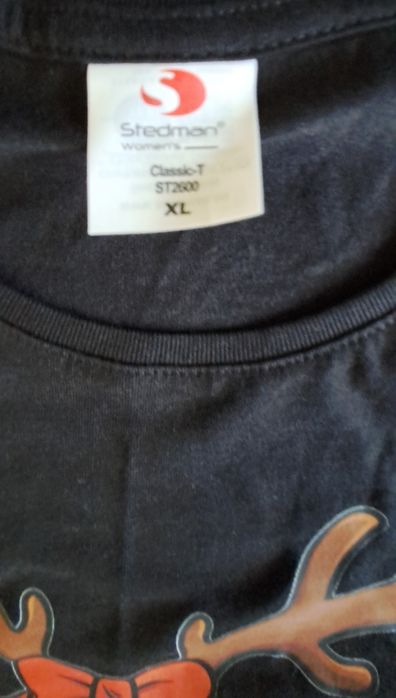 Stedman®
Women's
Classic-T
ST2600
XL